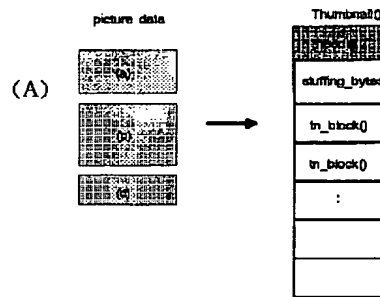 picture data
Thumbnail()
(A)
(a)
stuffing_bytes
(b)
tn_block()
tn_block()
: